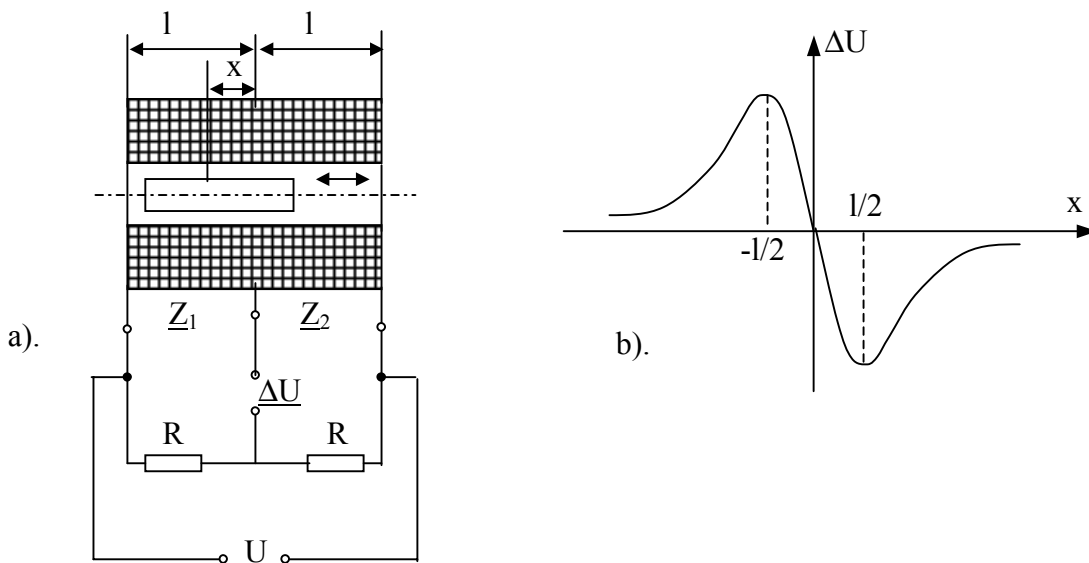 l l
x
Z₁ Z₂
a).
ΔU
R R
U
ΔU
l/2 x
-l/2
b).